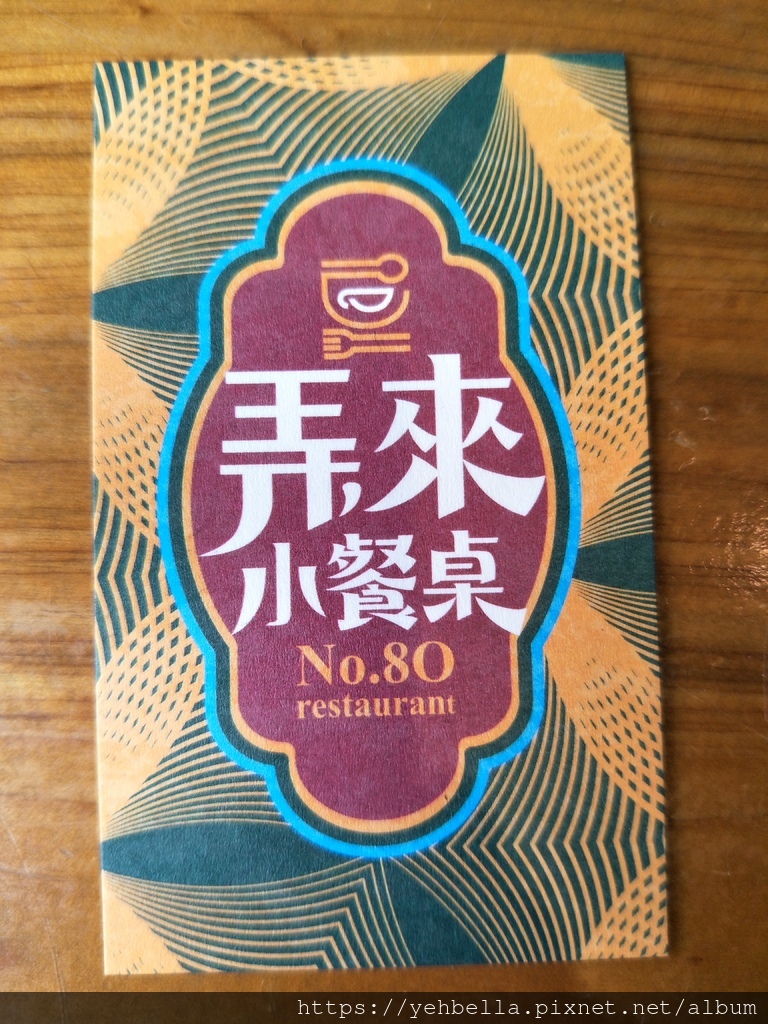 弄來
小餐桌
No.80
restaurant
https://yehbella.pixnet.net/album